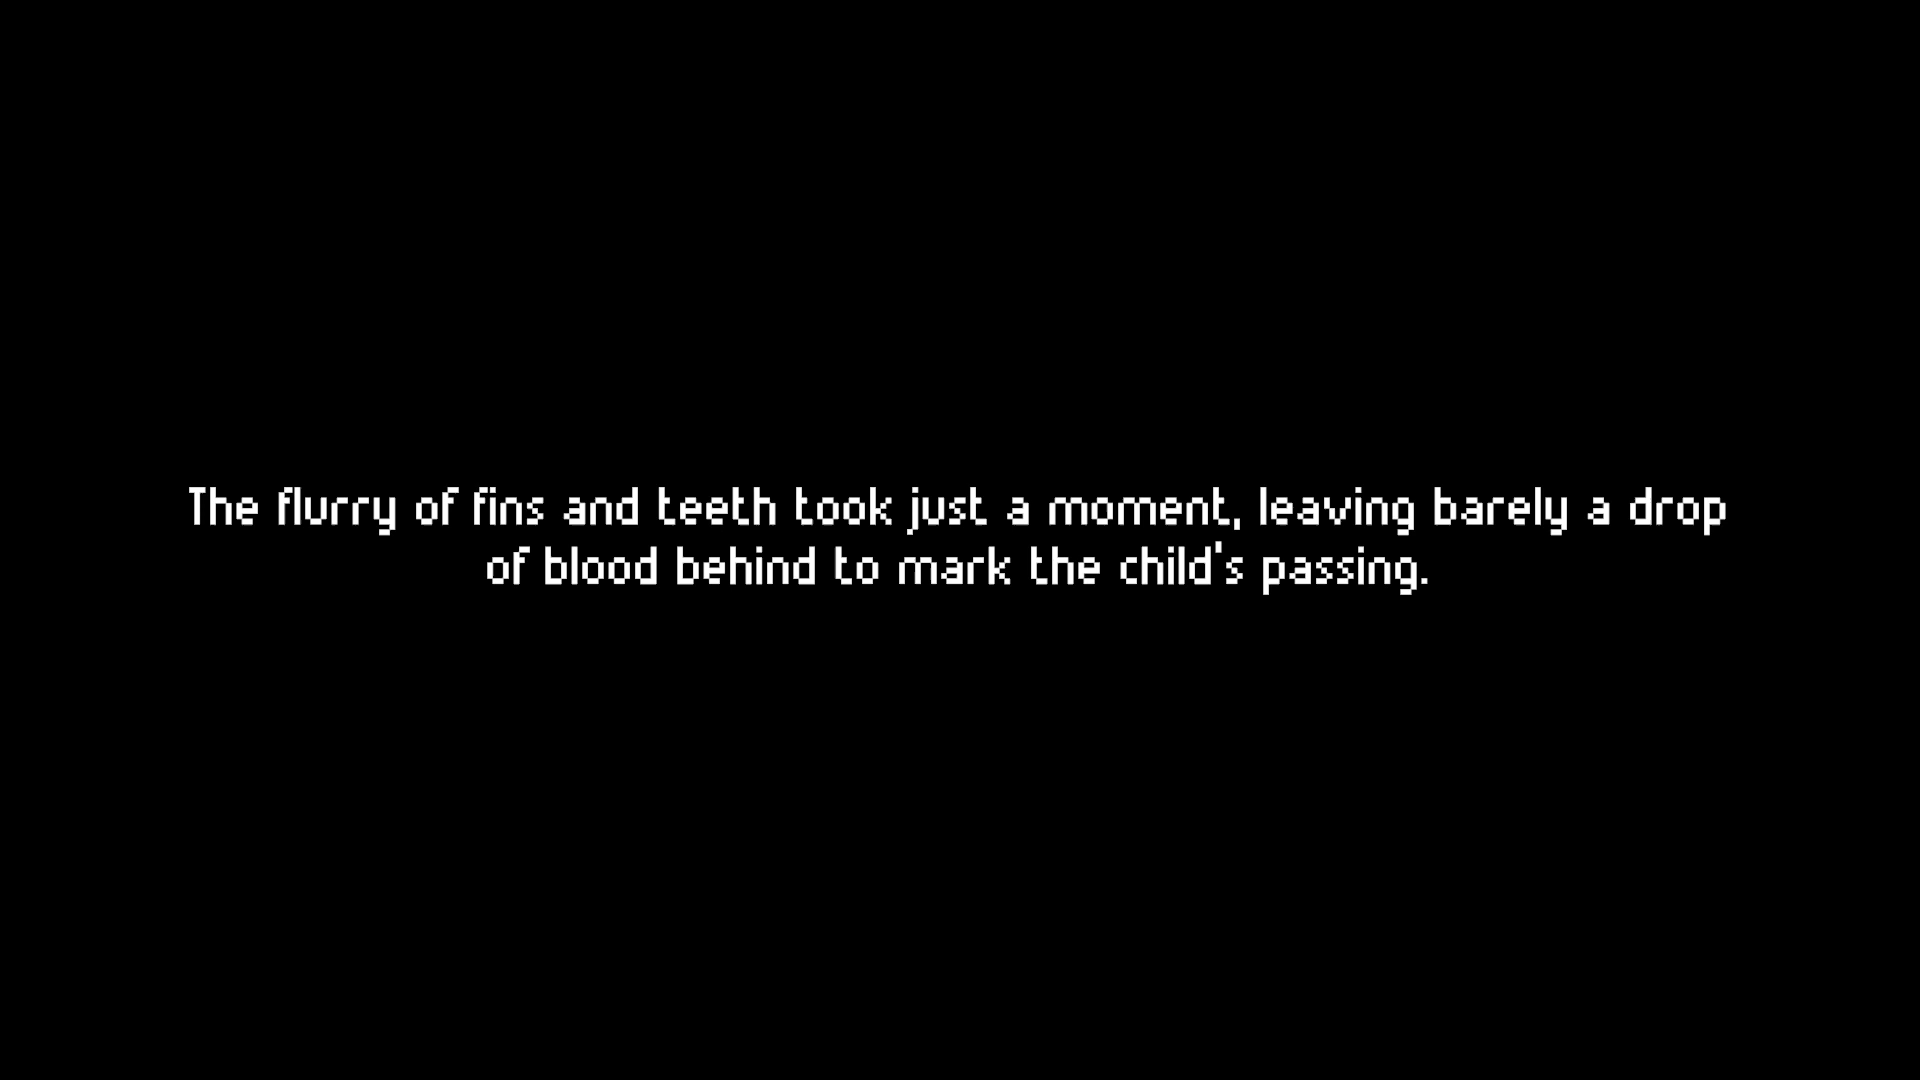 The flurry of fins and teeth took just a moment, leaving barely a drop
of blood behind to mark the child's passing.